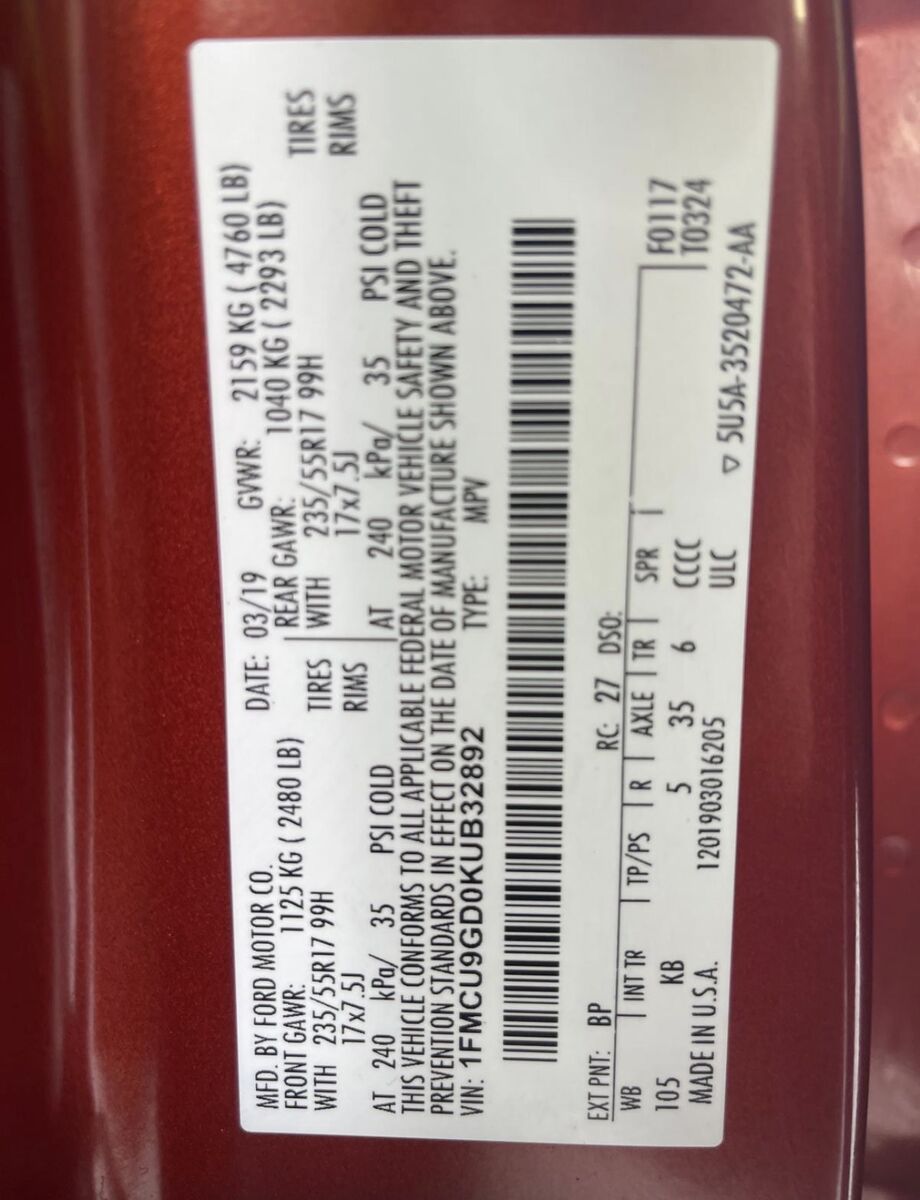 MFD. BY FORD MOTOR CO. DATE: 03/19 GVWR: 2159 KG ( 4760 LB)
FRONT GAWR: 1125 KG ( 2480 LB) REAR GAWR: 1040 KG ( 2293 LB)
WITH 235/55R17 99H TIRES WITH 235/55R17 99H TIRES
17x7.5J RIMS 17x7.5J RIMS
AT 240 kPa/ 35 PSI COLD AT 240 kPa/ 35 PSI COLD
THIS VEHICLE CONFORMS TO ALL APPLICABLE FEDERAL MOTOR VEHICLE SAFETY AND THEFT
PREVENTION STANDARDS IN EFFECT ON THE DATE OF MANUFACTURE SHOWN ABOVE.
VIN: 1FMCU9GD0KUB32892 TYPE: MPV
EXT PNT: BP RC: 27 DSO:
WB INT TR TP/PS R AXLE TR SPR F0117
105 KB 5 35 6 CCCC T0324
MADE IN U.S.A. 1201903016205 ULC
▽ 5U5A-3520472-AA